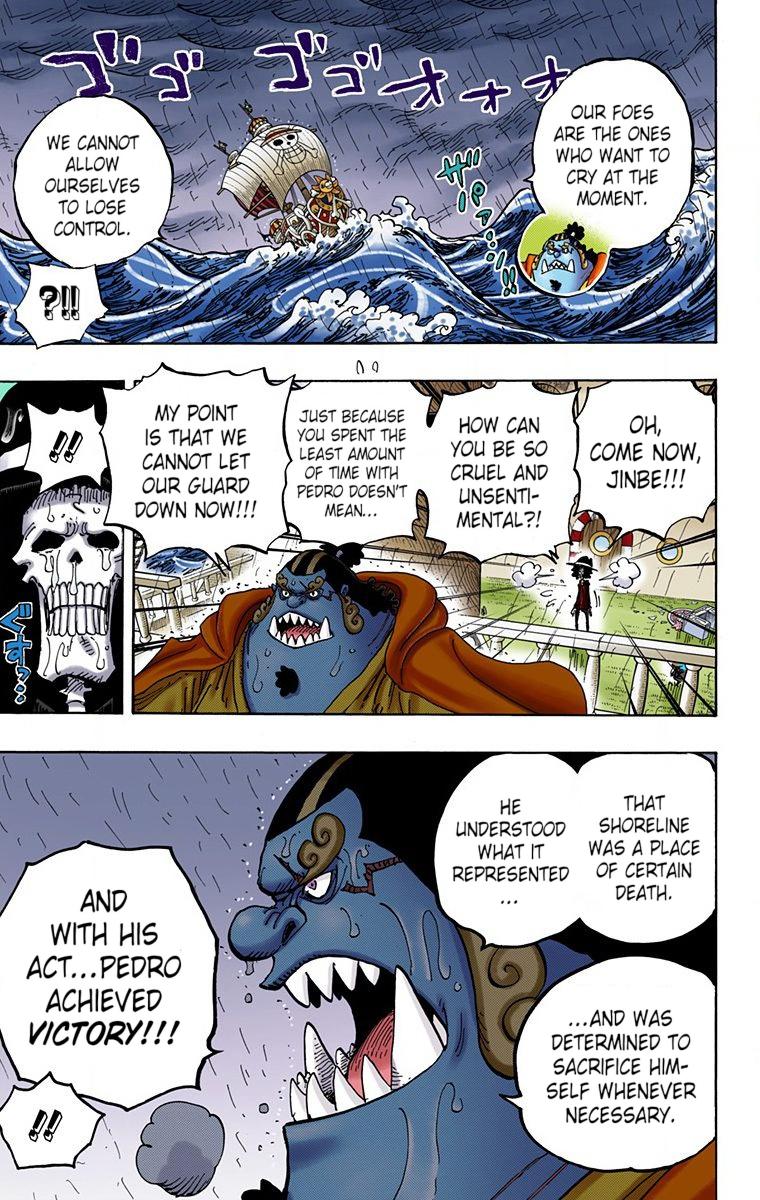 ゴゴゴゴオオオ
OUR FOES
ARE THE ONES
WHO WANT TO
CRY AT THE
MOMENT.
WE CANNOT
ALLOW
OURSELVES
TO LOSE
CONTROL.
?!!
OH,
COME NOW,
JINBE!!!
HOW CAN
YOU BE SO
CRUEL AND
UNSENTI-
MENTAL?!
JUST BECAUSE
YOU SPENT THE
LEAST AMOUNT
OF TIME WITH
PEDRO DOESN'T
MEAN...
MY POINT
IS THAT WE
CANNOT LET
OUR GUARD
DOWN NOW!!!
!!
THAT
SHORELINE
WAS A PLACE
OF CERTAIN
DEATH.
HE
UNDERSTOOD
WHAT IT
REPRESENTED
...
...AND WAS
DETERMINED TO
SACRIFICE HIM-
SELF WHENEVER
NECESSARY.
AND
WITH HIS
ACT...PEDRO
ACHIEVED
VICTORY!!!
!!